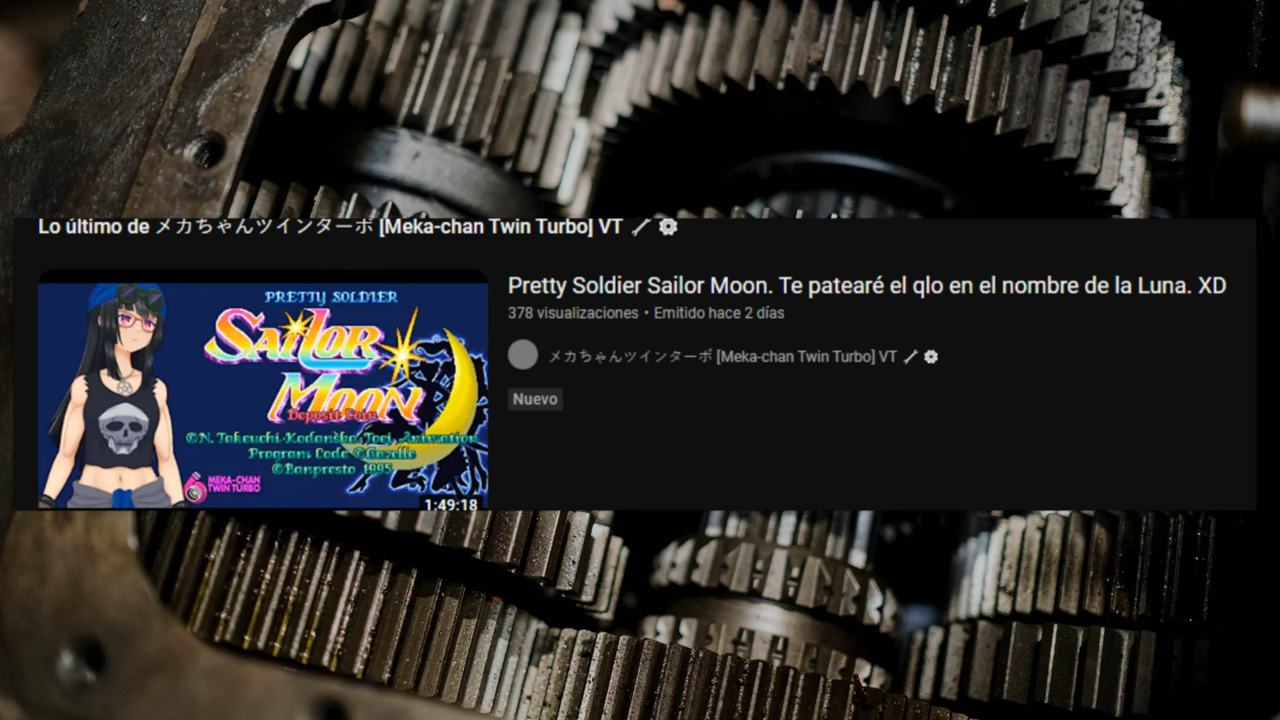 Lo último de メカちゃんツインターボ [Meka-chan Twin Turbo] VT
PRETTY SOLDIER
SAILOR
MOON
Deposit Coin
©N. Takeuchi·Kodansha, Toei, Animation
Program Code ©Gazelle
©Banpresto 1995
MEKA-CHAN
TWIN TURBO
1:49:18
Pretty Soldier Sailor Moon. Te patearé el qlo en el nombre de la Luna. XD
378 visualizaciones • Emitido hace 2 días
メカちゃんツインターボ [Meka-chan Twin Turbo] VT
Nuevo